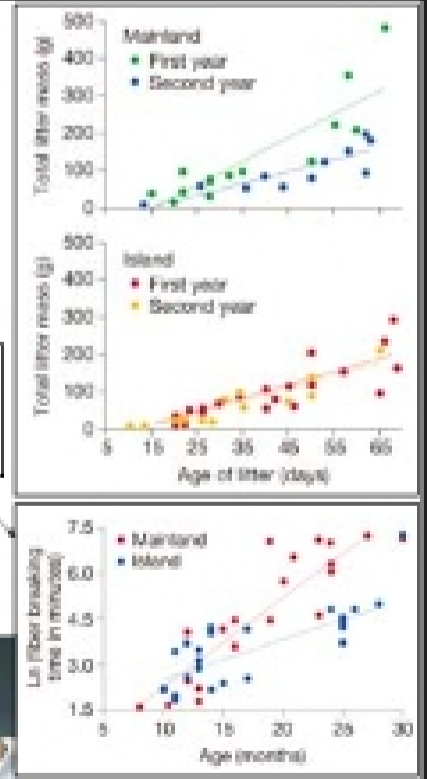 500
400
300
200
100
0
Total litter mass (g)
Mainland
First year
Second year
500
400
300
200
100
0
Total litter mass (g)
Island
First year
Second year
5 15 25 35 45 55 65
Age of litter (days)
7.5
6.0
4.5
3.0
1.5
Ln (Fiber breaking
time in minutes)
Mainland
Island
5 10 15 20 25 30
Age (months)